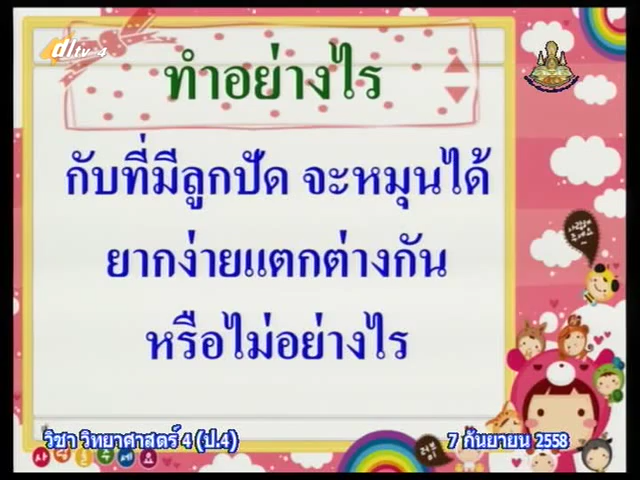 dltv 4
ทำอย่างไร
กับที่มีลูกปัด จะหมุนได้
ยากง่ายแตกต่างกัน
หรือไม่อย่างไร
วิชา วิทยาศาสตร์ 4 (ป.4)
7 กันยายน 2558